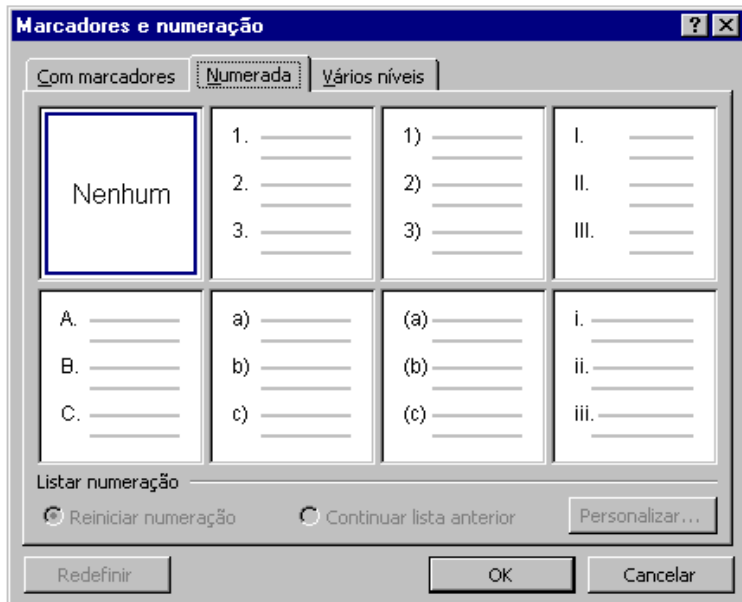 Marcadores e numeração
Com marcadores Numerada Vários níveis
Nenhum
1.
2.
3.
1)
2)
3)
I.
II.
III.
A.
B.
C.
a)
b)
c)
(a)
(b)
(c)
i.
ii.
iii.
Listar numeração
Reiniciar numeração Continuar lista anterior Personalizar...
Redefinir OK Cancelar